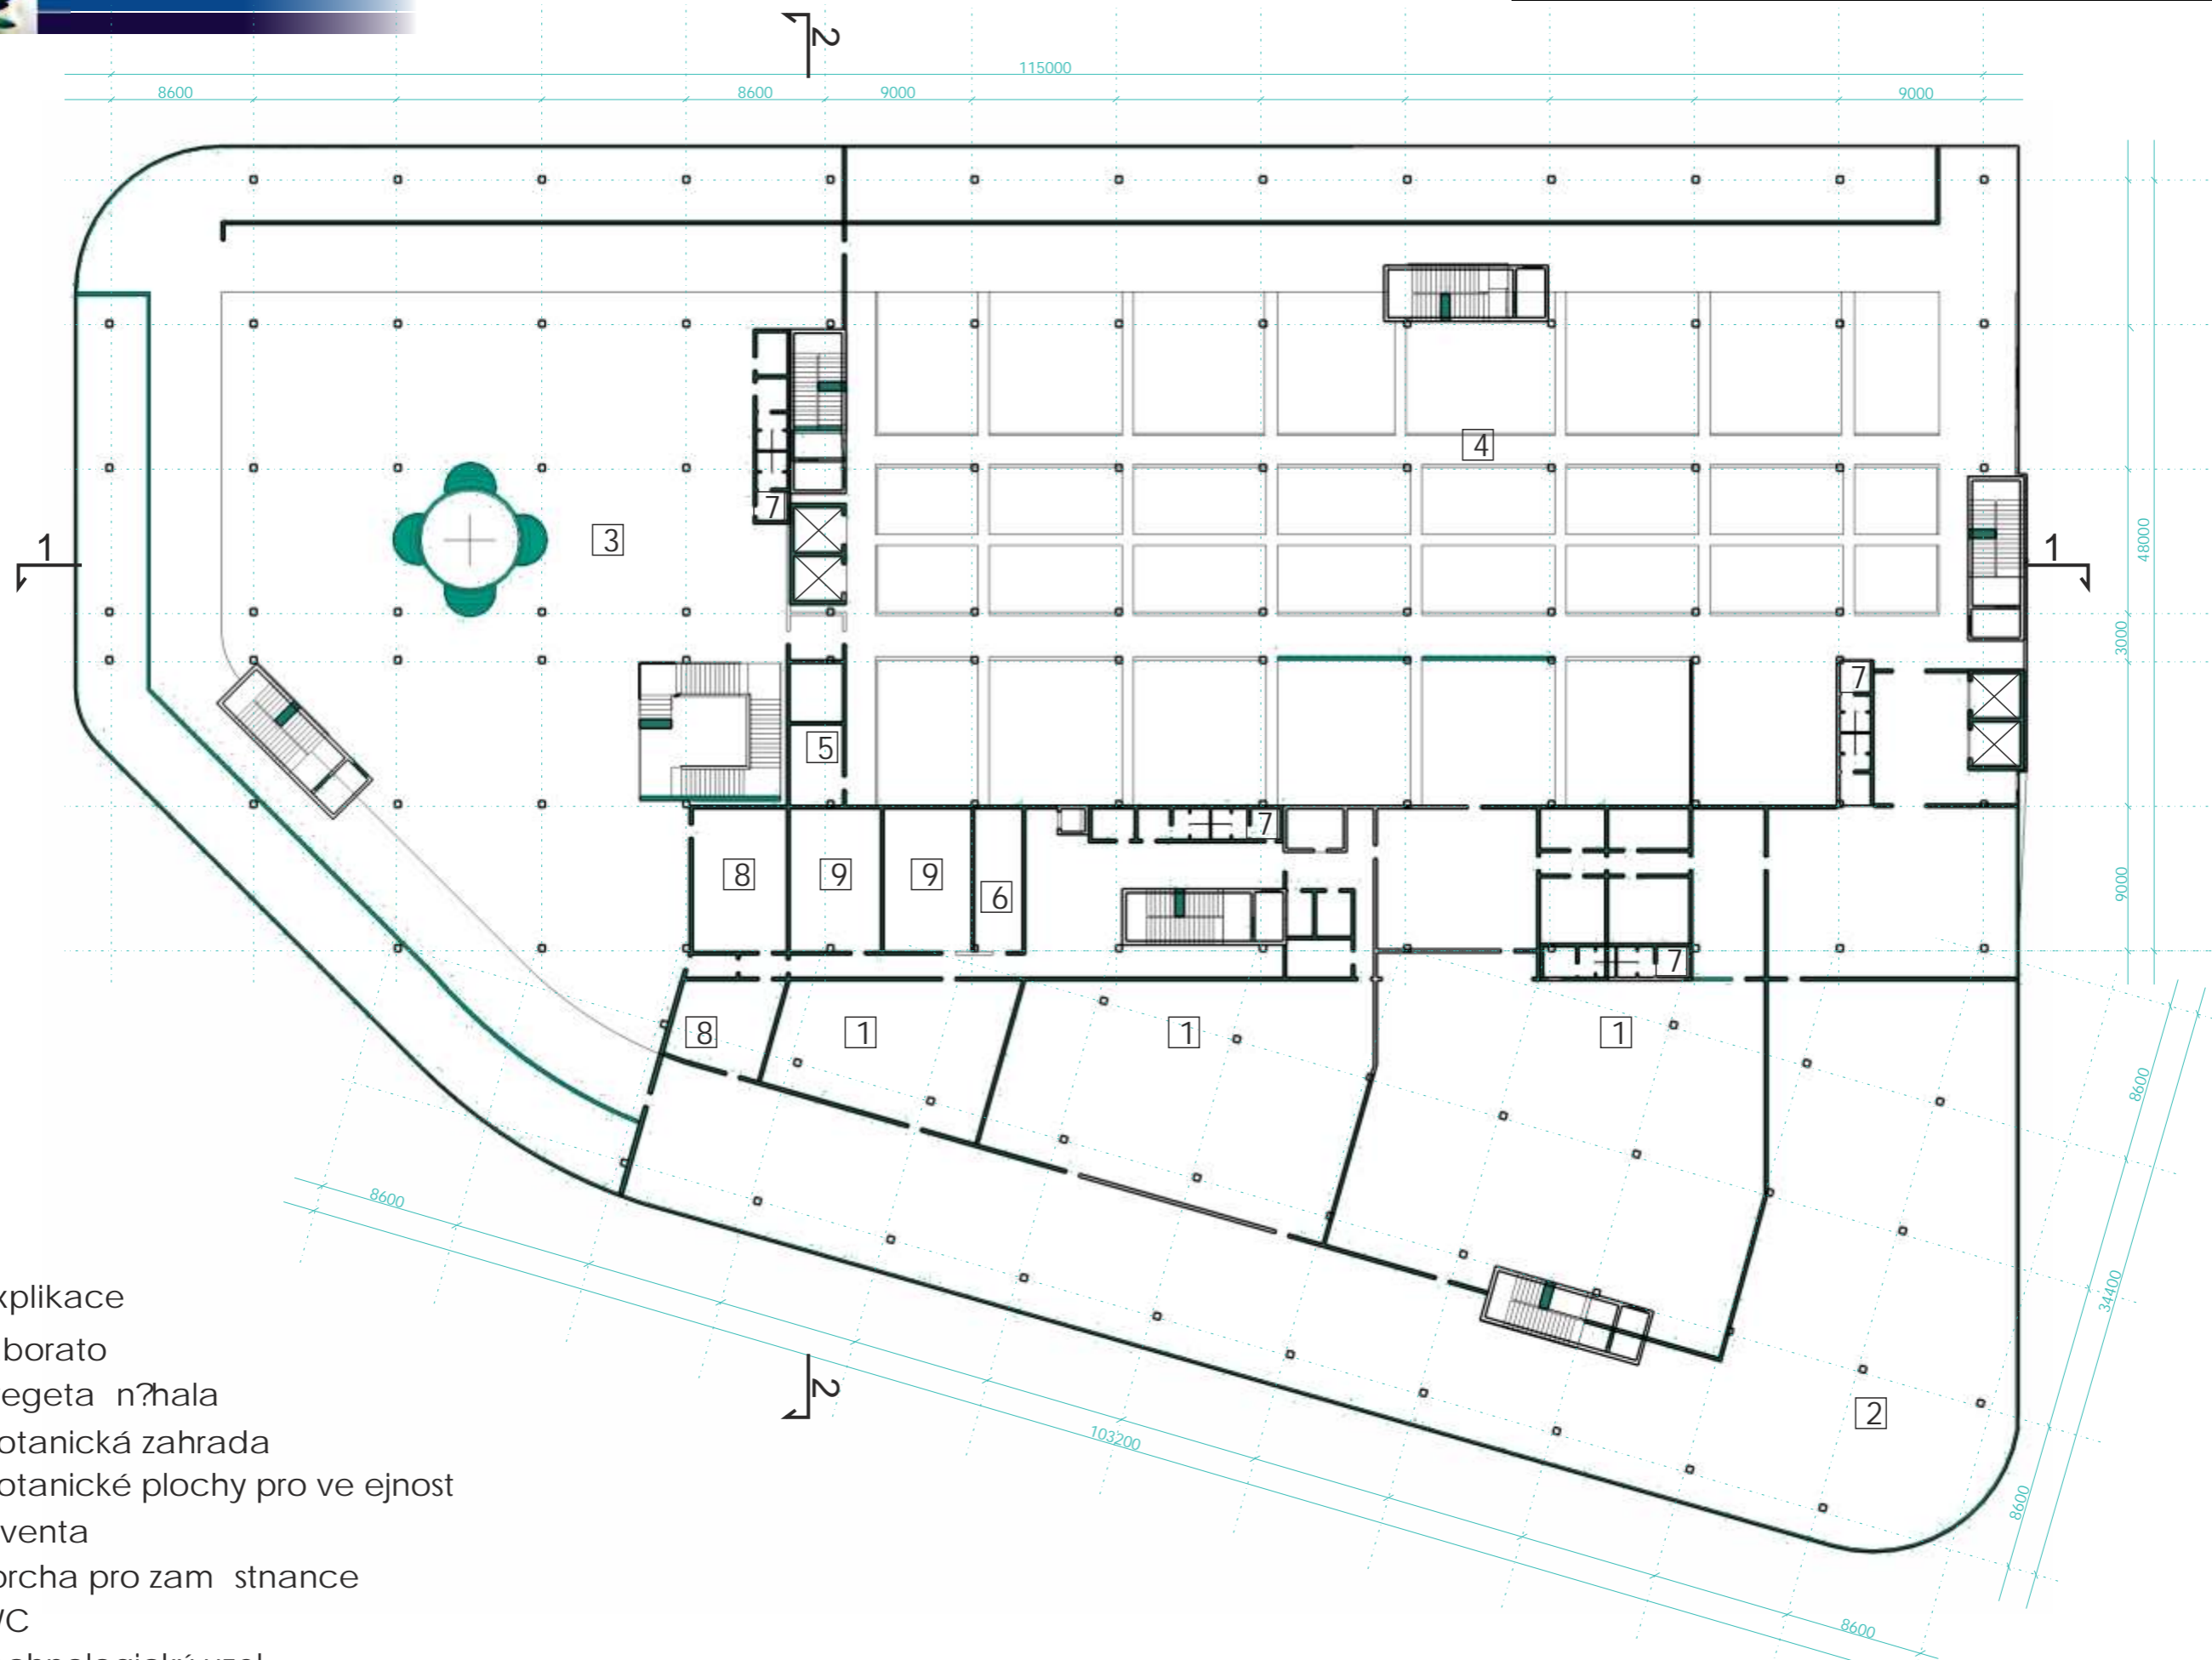 2
115000
8600 8600 9000 9000
4
7
3
1 1
48000
3000
7
5
7
8 9 9 6
9000
7
8 1 1 1
8600
8600
34400
2
2
103200
8600
8600
xplikace
borato
egeta n?hala
otanická zahrada
otanické plochy pro ve ejnost
venta
prcha pro zam stnance